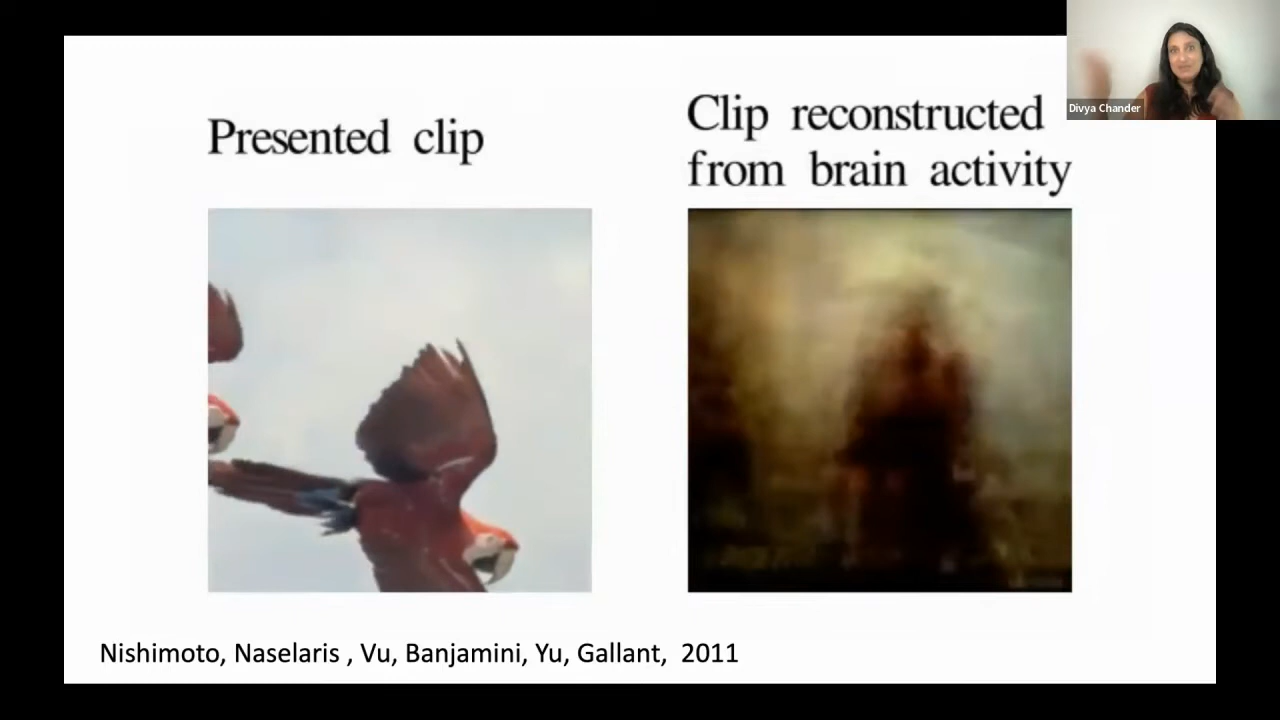 Presented clip
Clip reconstructed
from brain activity
Divya Chander
Nishimoto, Naselaris , Vu, Banjamini, Yu, Gallant, 2011